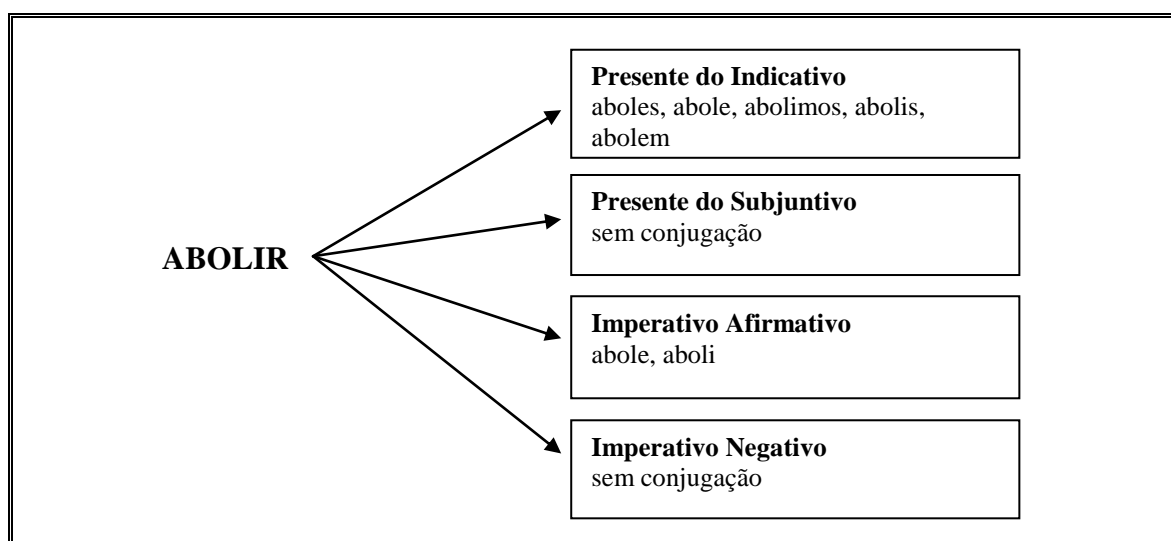 Presente do Indicativo
aboles, abole, abolimos, abolis,
abolem
Presente do Subjuntivo
sem conjugação
ABOLIR
Imperativo Afirmativo
abole, aboli
Imperativo Negativo
sem conjugação